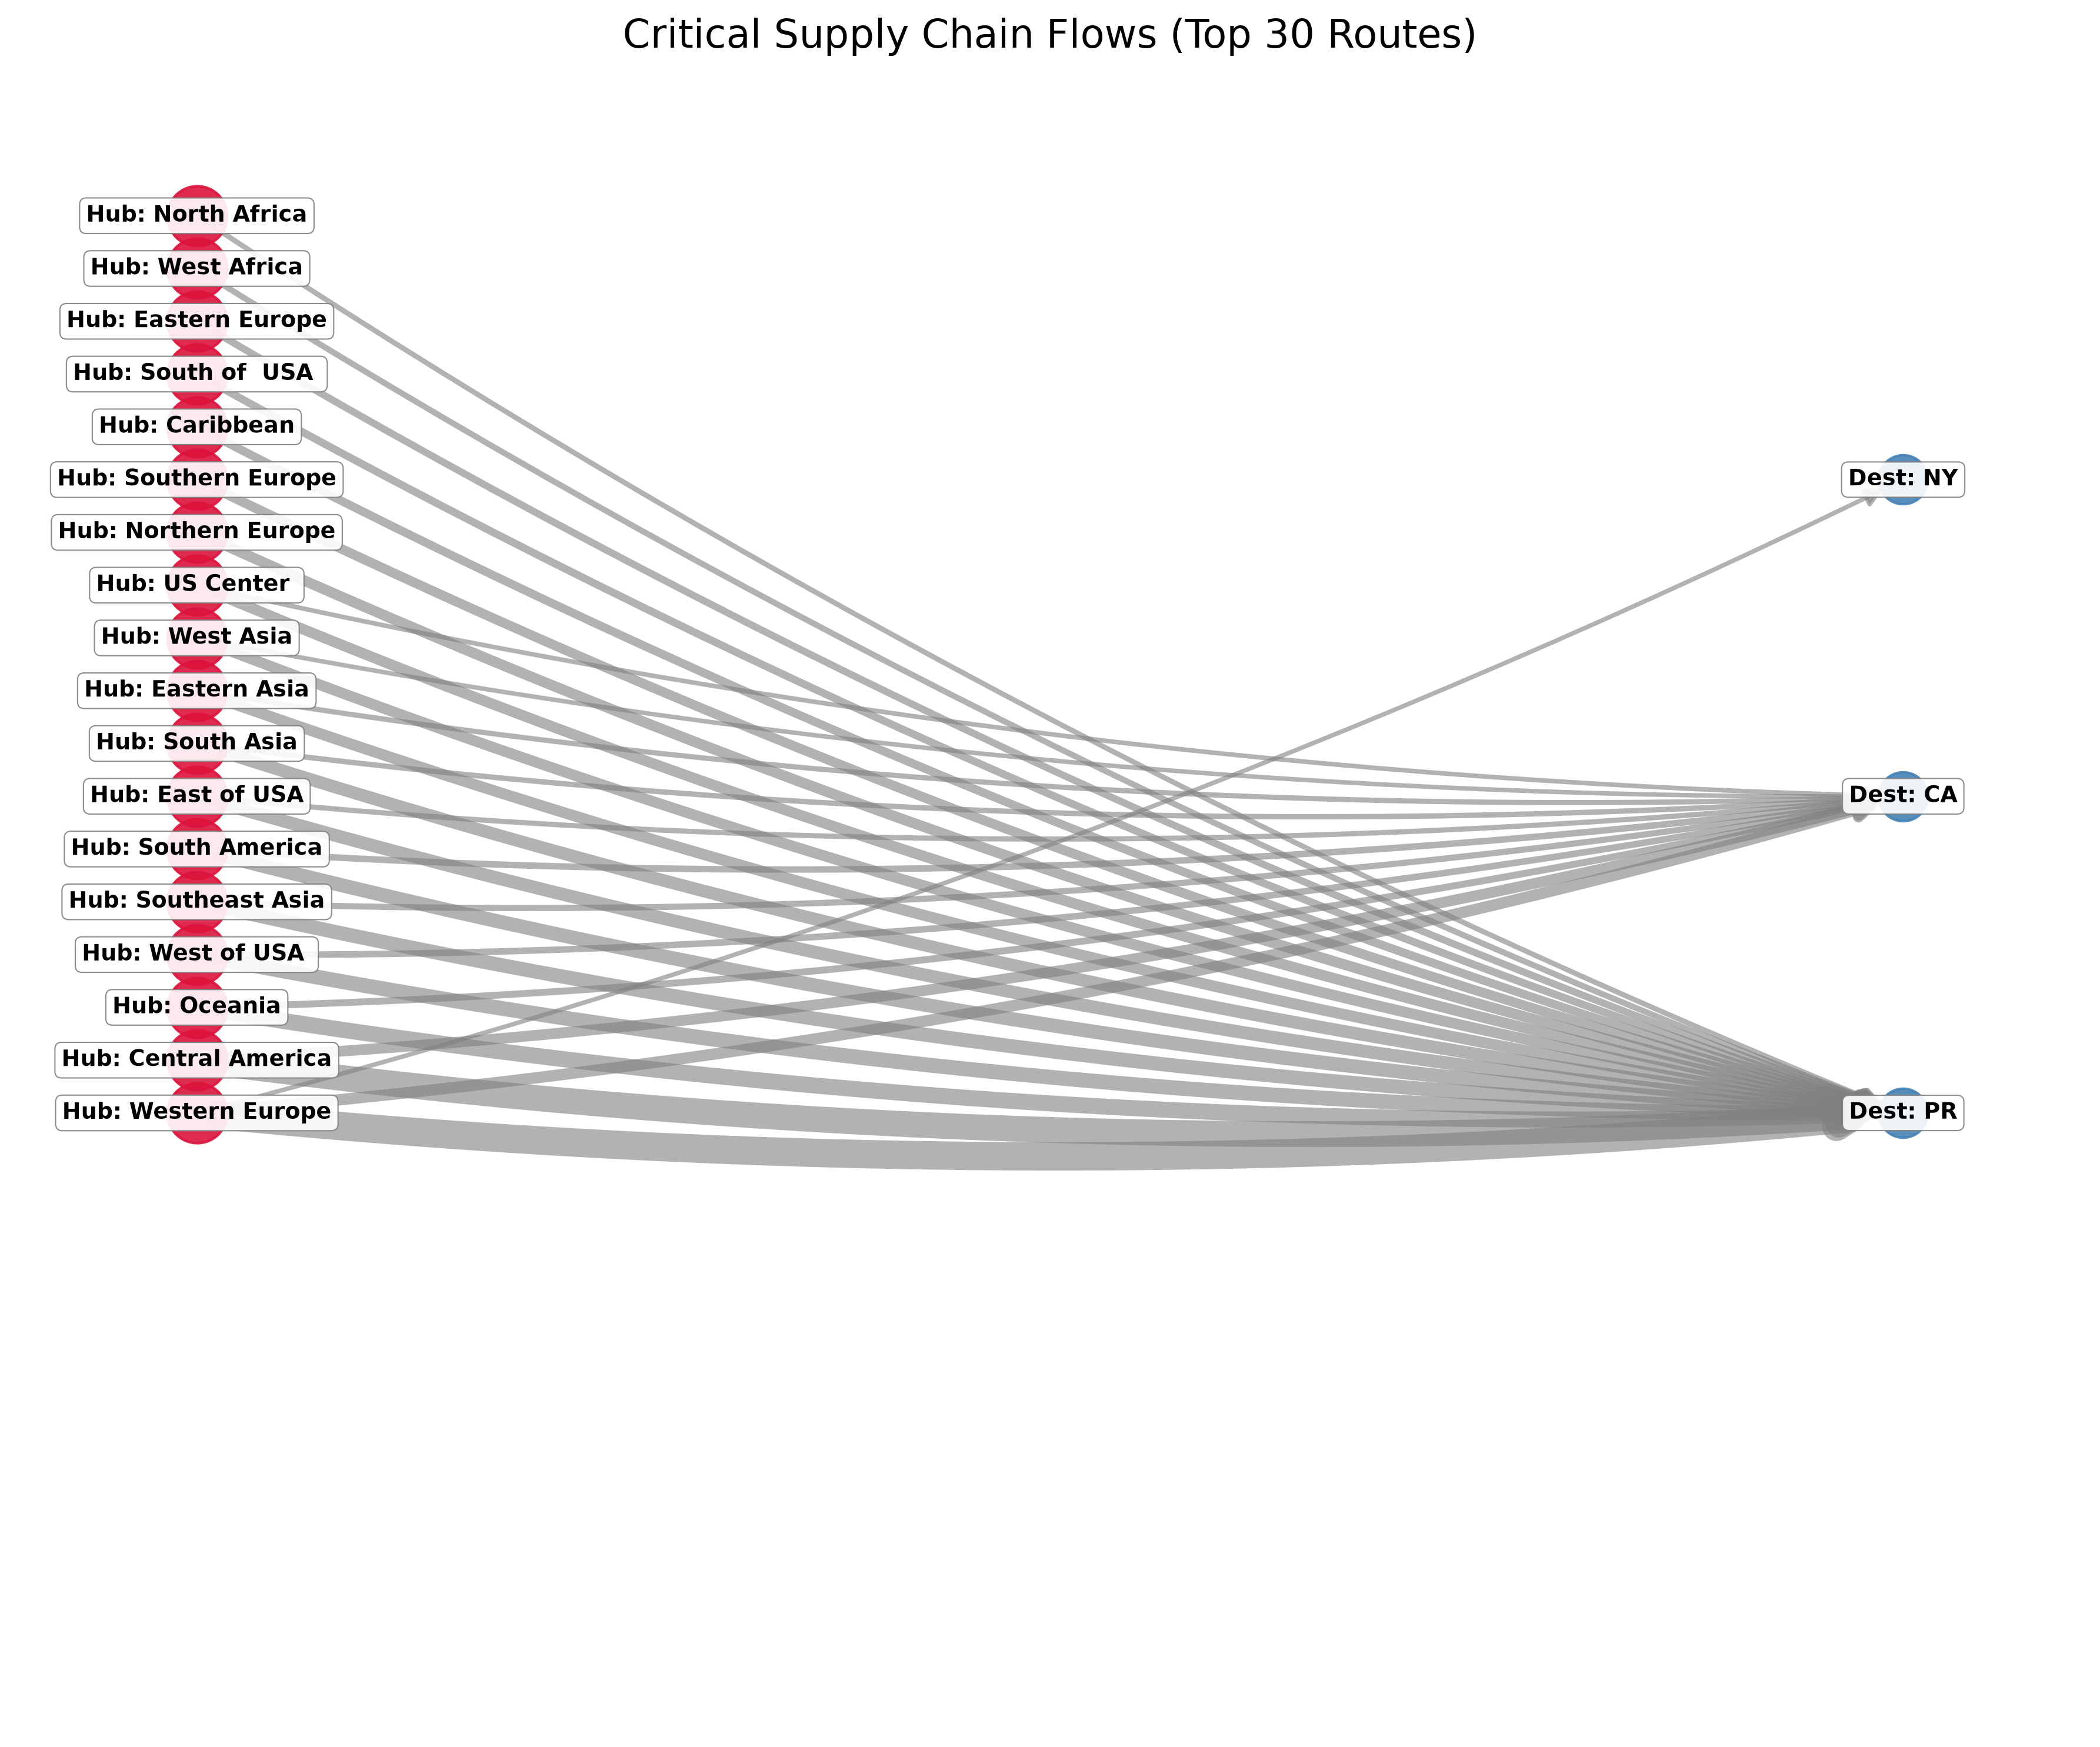 Critical Supply Chain Flows (Top 30 Routes)
Hub: North Africa
Hub: West Africa
Hub: Eastern Europe
Hub: South of  USA
Hub: Caribbean
Hub: Southern Europe
Dest: NY
Hub: Northern Europe
Hub: US Center
Hub: West Asia
Hub: Eastern Asia
Hub: South Asia
Hub: East of USA
Dest: CA
Hub: South America
Hub: Southeast Asia
Hub: West of USA
Hub: Oceania
Hub: Central America
Hub: Western Europe
Dest: PR